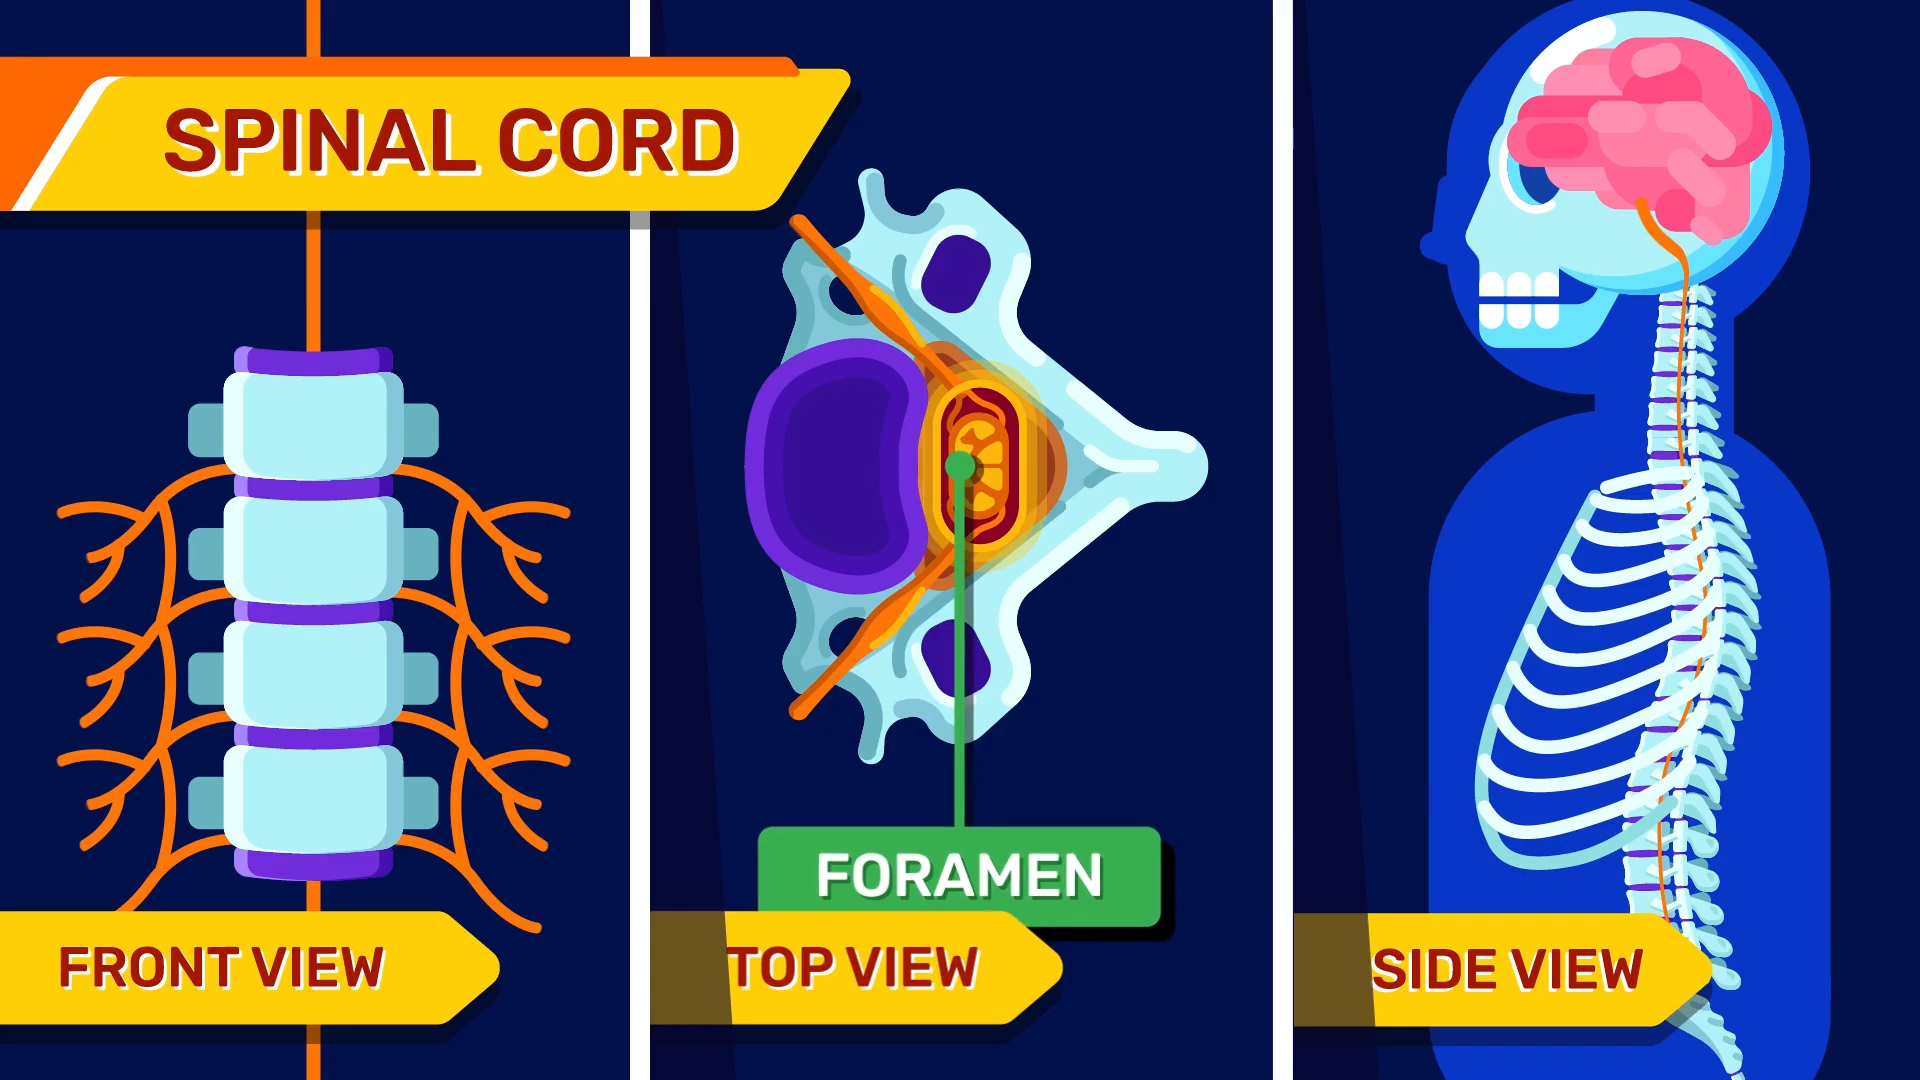 SPINAL CORD
FORAMEN
FRONT VIEW
TOP VIEW
SIDE VIEW